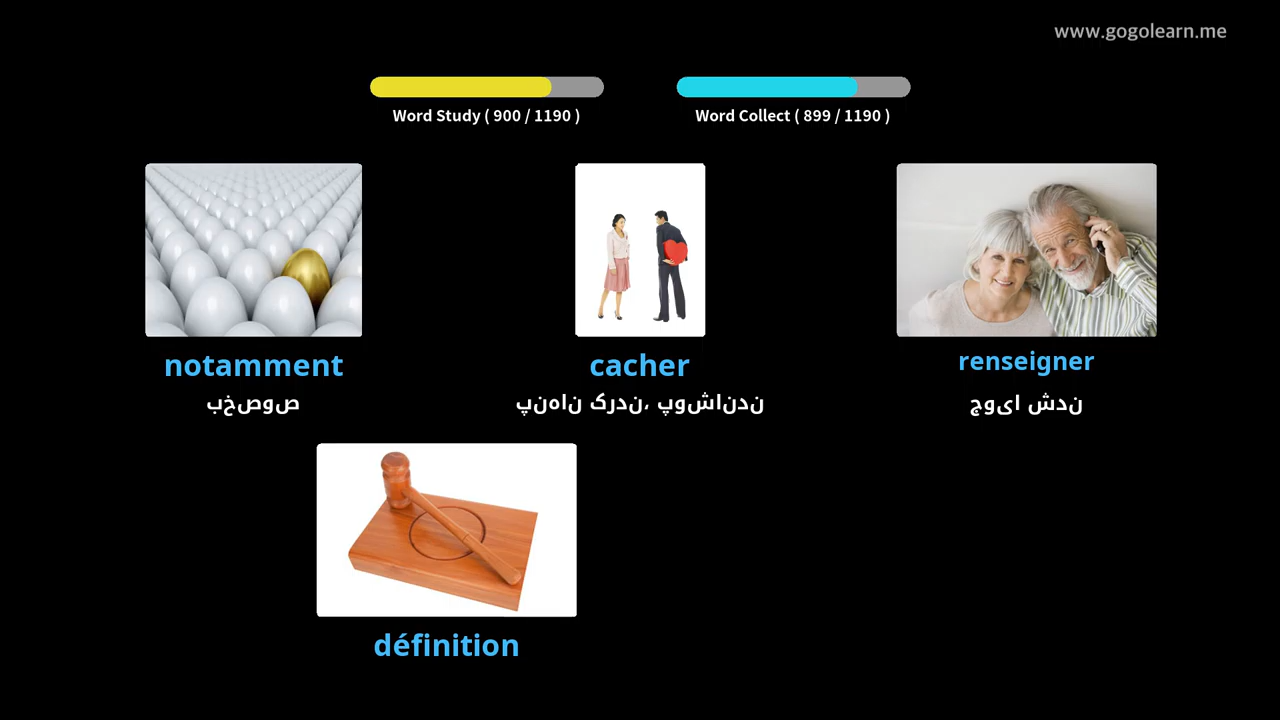 www.gogolearn.me
Word Study ( 900 / 1190 )
Word Collect ( 899 / 1190 )
notamment
بخصوص
cacher
پنهان کردن، پوشاندن
renseigner
جویا شدن
définition